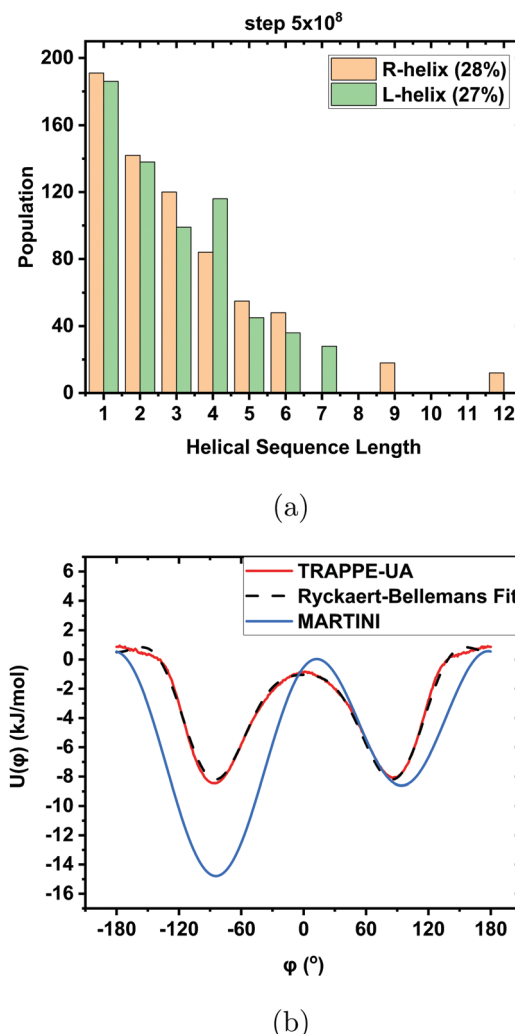 step 5x10⁸
R-helix (28%)
L-helix (27%)
200
160
120
80
40
0
Population
1 2 3 4 5 6 7 8 9 10 11 12
Helical Sequence Length
(a)
TRAPPE-UA
Ryckaert-Bellemans Fit
MARTINI
6
4
2
0
-2
-4
-6
-8
-10
-12
-14
-16
U(φ) (kJ/mol)
-180 -120 -60 0 60 120 180
φ (º)
(b)